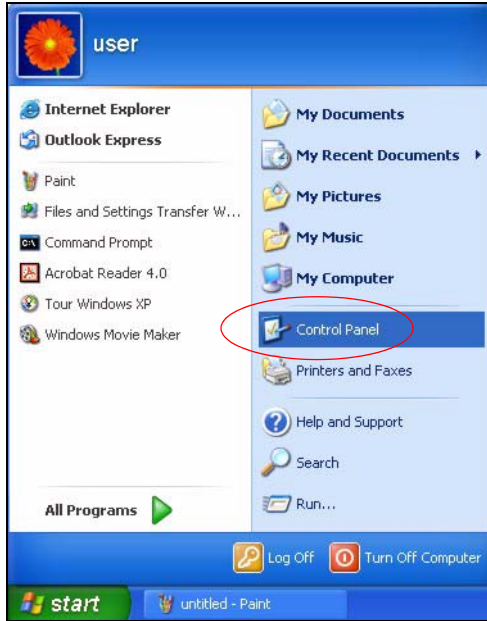 user
Internet Explorer
Outlook Express
Paint
Files and Settings Transfer W...
Command Prompt
Acrobat Reader 4.0
Tour Windows XP
Windows Movie Maker
All Programs
My Documents
My Recent Documents
My Pictures
My Music
My Computer
Control Panel
Printers and Faxes
Help and Support
Search
Run...
Log Off
Turn Off Computer
start
untitled - Paint